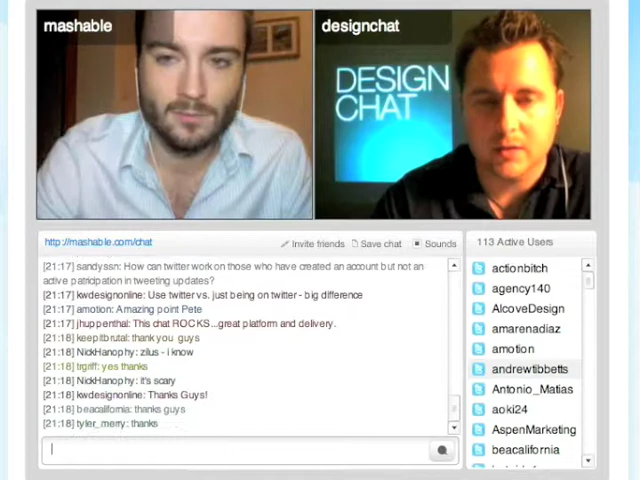 mashable
designchat
DESIGN
CHAT
http://mashable.com/chat
Invite friends
Save chat
Sounds
113 Active Users
[21:17] sandyssn: How can twitter work on those who have created an account but not an
active patricipation in tweeting updates?
[21:17] kwdesignonline: Use twitter vs. just being on twitter - big difference
[21:17] amotion: Amazing point Pete
[21:17] jhuppenthal: This chat ROCKS...great platform and delivery.
[21:18] keepitbrutal: thank you guys
[21:18] NickHanophy: zilus - i know
[21:18] trgriff: yes thanks
[21:18] NickHanophy: it's scary
[21:18] kwdesignonline: Thanks Guys!
[21:18] beacalifornia: thanks guys
[21:18] tyler_merry: thanks
actionbitch
agency140
AlcoveDesign
amarenadiaz
amotion
andrewtibbetts
Antonio_Matias
aoki24
AspenMarketing
beacalifornia